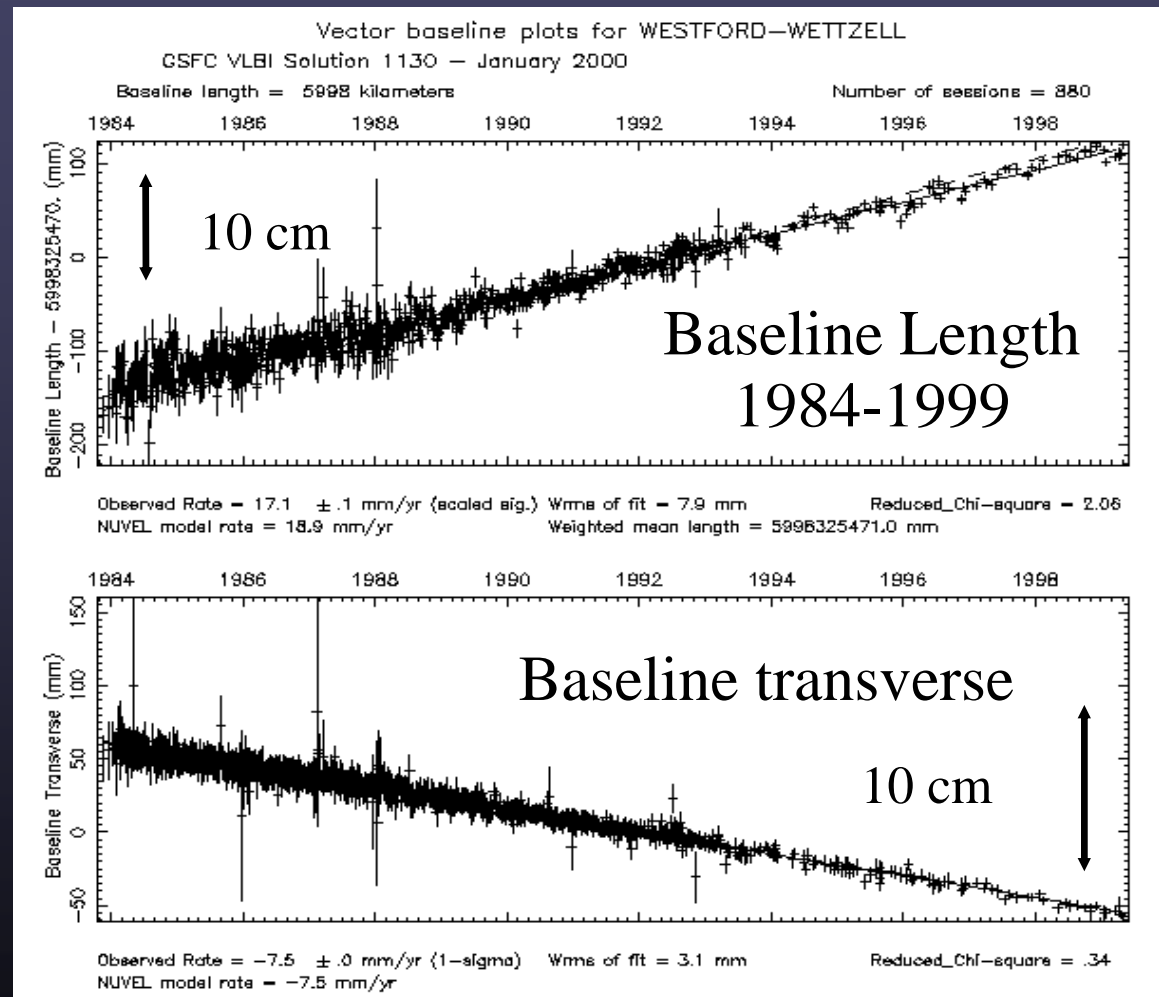 Vector baseline plots for WESTFORD–WETTZELL
GSFC VLBI Solution 1130 – January 2000
Baseline length = 5998 kilometers Number of sessions = 880
1984 1986 1988 1990 1992 1994 1996 1998
Baseline Length – 5998325470. (mm)
100
0
-100
-200
10 cm
Baseline Length
1984-1999
Observed Rate = 17.1 ± .1 mm/yr (scaled sig.) Wrms of fit = 7.9 mm Reduced_Chi-square = 2.06
NUVEL model rate = 18.9 mm/yr Weighted mean length = 5998325471.0 mm
1984 1986 1988 1990 1992 1994 1996 1998
Baseline Transverse (mm)
150
100
50
0
-50
Baseline transverse
10 cm
Observed Rate = -7.5 ± .0 mm/yr (1-sigma) Wrms of fit = 3.1 mm Reduced_Chi-square = .34
NUVEL model rate = -7.5 mm/yr